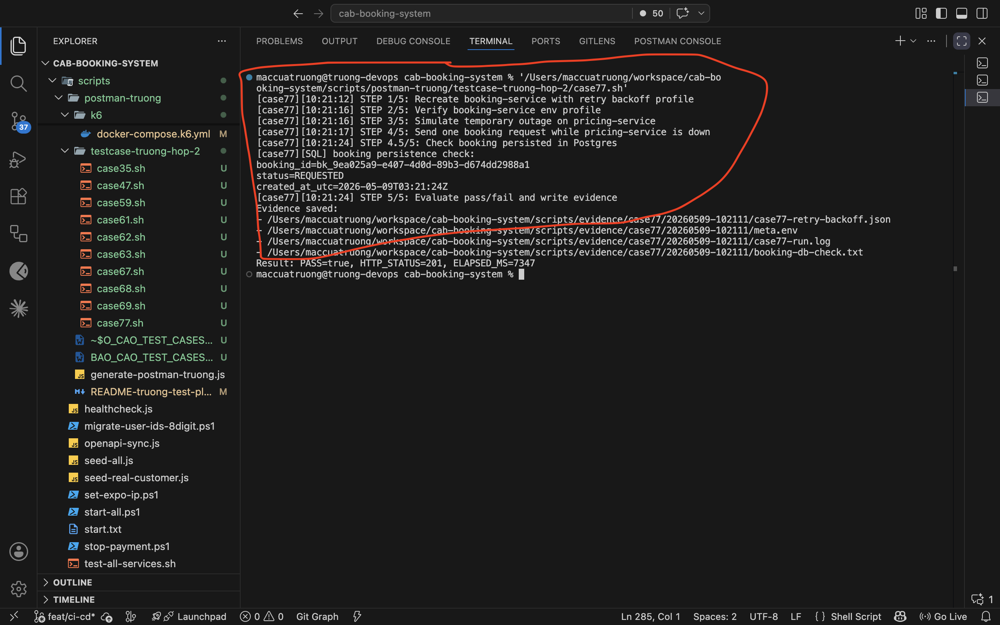 cab-booking-system
50
EXPLORER
CAB-BOOKING-SYSTEM
scripts
postman-truong
k6
docker-compose.k6.yml M
testcase-truong-hop-2
case35.sh U
case47.sh U
case59.sh U
case61.sh U
case62.sh U
case63.sh U
case67.sh U
case68.sh U
case69.sh U
case77.sh U
~$O_CAO_TEST_CASES... U
BAO_CAO_TEST_CASES... U
generate-postman-truong.js
README-truong-test-pl... M
healthcheck.js
migrate-user-ids-8digit.ps1
openapi-sync.js
seed-all.js
seed-real-customer.js
set-expo-ip.ps1
start-all.ps1
start.txt
stop-payment.ps1
test-all-services.sh
OUTLINE
TIMELINE
37
PROBLEMS OUTPUT DEBUG CONSOLE TERMINAL PORTS GITLENS POSTMAN CONSOLE
maccuatruong@truong-devops cab-booking-system % '/Users/maccuatruong/workspace/cab-bo
oking-system/scripts/postman-truong/testcase-truong-hop-2/case77.sh'
[case77][10:21:12] STEP 1/5: Recreate booking-service with retry backoff profile
[case77][10:21:16] STEP 2/5: Verify booking-service env profile
[case77][10:21:16] STEP 3/5: Simulate temporary outage on pricing-service
[case77][10:21:17] STEP 4/5: Send one booking request while pricing-service is down
[case77][10:21:24] STEP 4.5/5: Check booking persisted in Postgres
[case77][SQL] booking persistence check:
booking_id=bk_9ea025a9-e407-4d0d-89b3-d674dd2988a1
status=REQUESTED
created_at_utc=2026-05-09T03:21:24Z
[case77][10:21:24] STEP 5/5: Evaluate pass/fail and write evidence
Evidence saved:
- /Users/maccuatruong/workspace/cab-booking-system/scripts/evidence/case77/20260509-102111/case77-retry-backoff.json
- /Users/maccuatruong/workspace/cab-booking-system/scripts/evidence/case77/20260509-102111/meta.env
- /Users/maccuatruong/workspace/cab-booking-system/scripts/evidence/case77/20260509-102111/case77-run.log
- /Users/maccuatruong/workspace/cab-booking-system/scripts/evidence/case77/20260509-102111/booking-db-check.txt
Result: PASS=true, HTTP_STATUS=201, ELAPSED_MS=7347
maccuatruong@truong-devops cab-booking-system %
1
feat/ci-cd* Launchpad 0 0 Git Graph Ln 285, Col 1 Spaces: 2 UTF-8 LF { } Shell Script Go Live